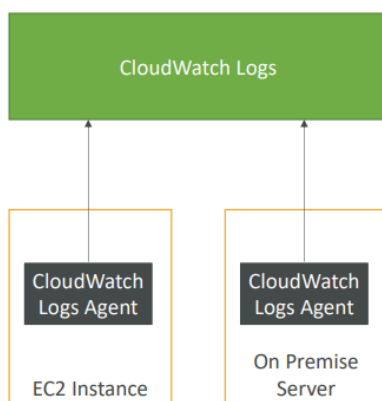 CloudWatch Logs
CloudWatch
Logs Agent
EC2 Instance
CloudWatch
Logs Agent
On Premise
Server